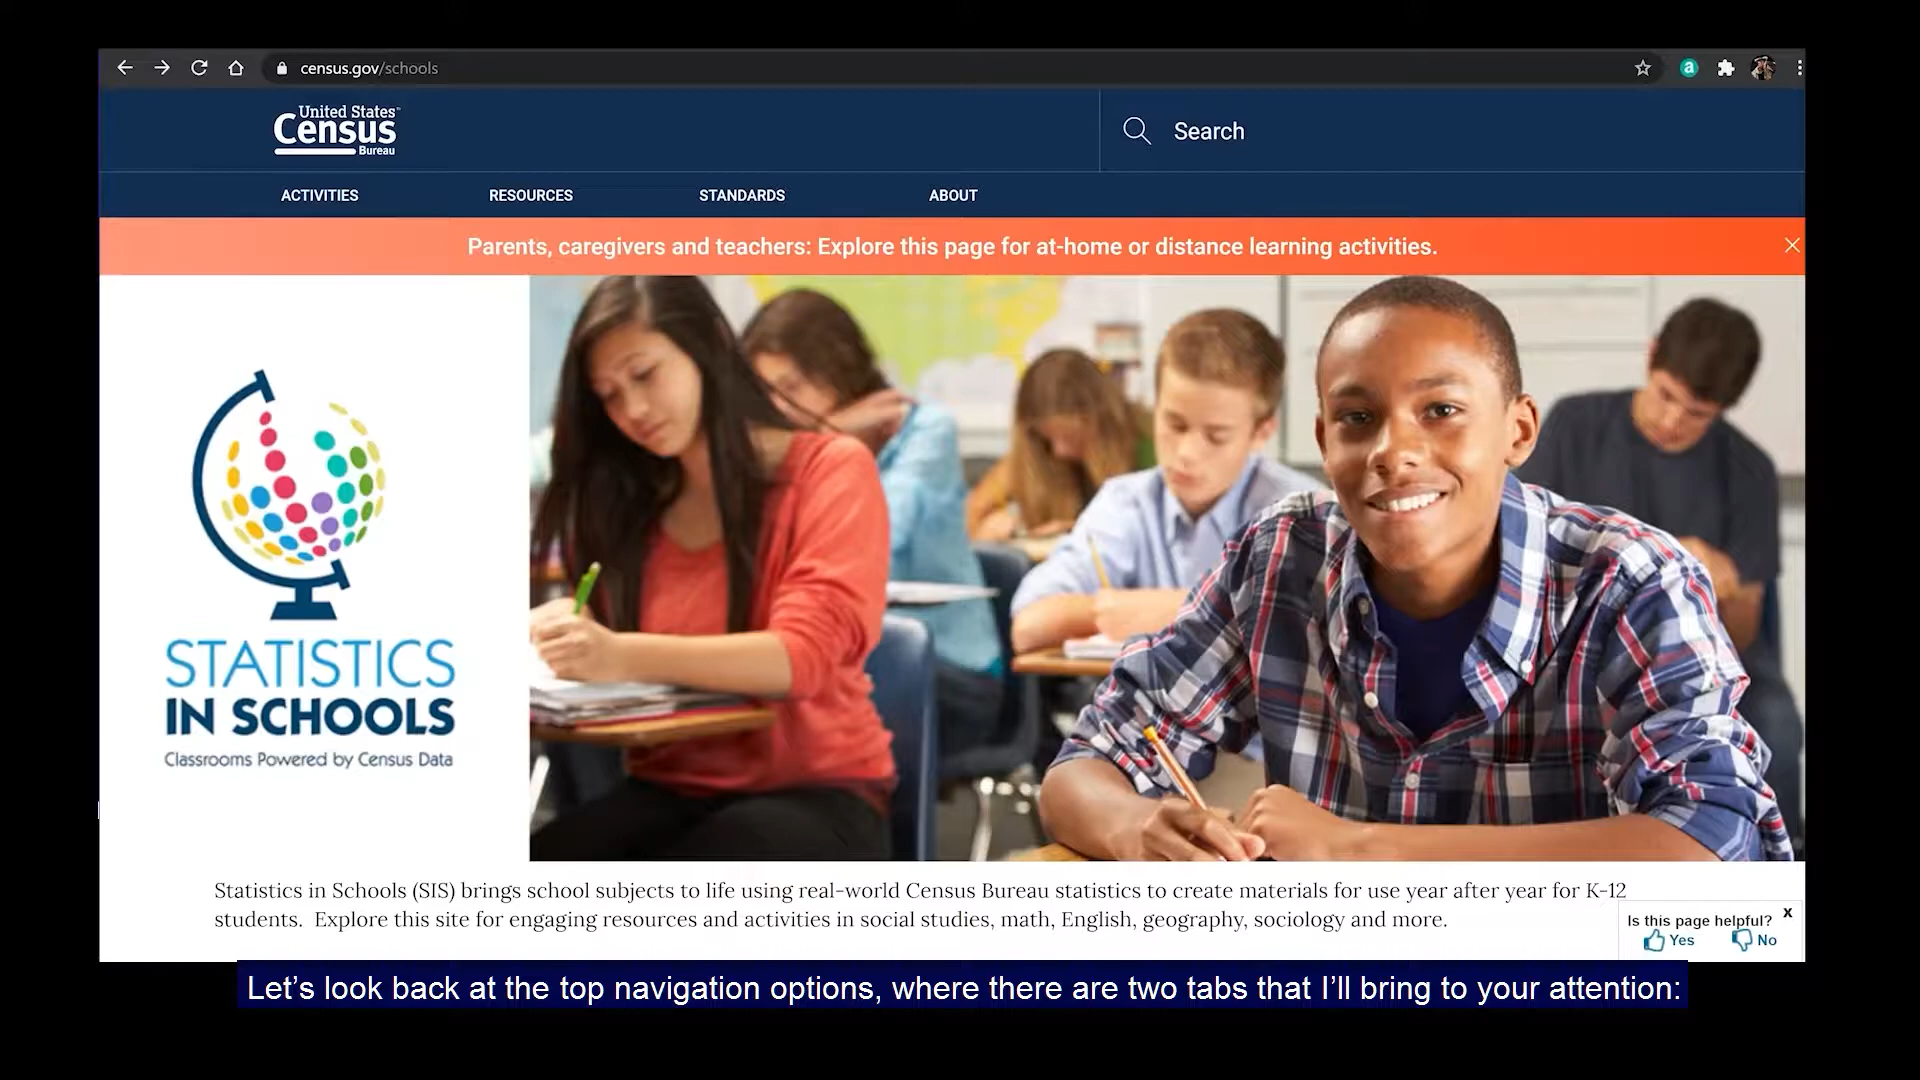 census.gov/schools
United States
Census
Bureau
Search
ACTIVITIES RESOURCES STANDARDS ABOUT
Parents, caregivers and teachers: Explore this page for at-home or distance learning activities.
STATISTICS
IN SCHOOLS
Classrooms Powered by Census Data
Statistics in Schools (SIS) brings school subjects to life using real-world Census Bureau statistics to create materials for use year after year for K-12
students.  Explore this site for engaging resources and activities in social studies, math, English, geography, sociology and more.
Is this page helpful? x
Yes No
Let’s look back at the top navigation options, where there are two tabs that I’ll bring to your attention: